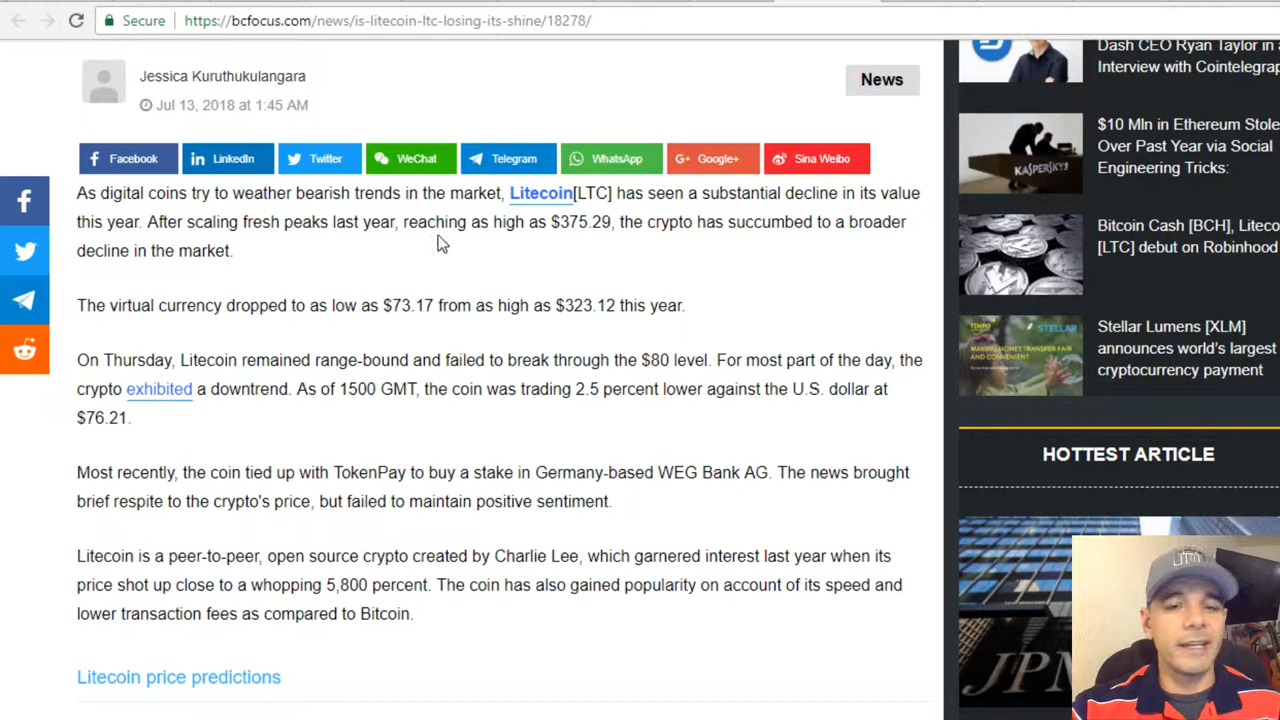 Secure
https://bcfocus.com/news/is-litecoin-ltc-losing-its-shine/18278/
Jessica Kuruthukulangara
Jul 13, 2018 at 1:45 AM
News
Facebook
LinkedIn
Twitter
WeChat
Telegram
WhatsApp
Google+
Sina Weibo
As digital coins try to weather bearish trends in the market, Litecoin[LTC] has seen a substantial decline in its value
this year. After scaling fresh peaks last year, reaching as high as $375.29, the crypto has succumbed to a broader
decline in the market.
The virtual currency dropped to as low as $73.17 from as high as $323.12 this year.
On Thursday, Litecoin remained range-bound and failed to break through the $80 level. For most part of the day, the
crypto exhibited a downtrend. As of 1500 GMT, the coin was trading 2.5 percent lower against the U.S. dollar at
$76.21.
Most recently, the coin tied up with TokenPay to buy a stake in Germany-based WEG Bank AG. The news brought
brief respite to the crypto's price, but failed to maintain positive sentiment.
Litecoin is a peer-to-peer, open source crypto created by Charlie Lee, which garnered interest last year when its
price shot up close to a whopping 5,800 percent. The coin has also gained popularity on account of its speed and
lower transaction fees as compared to Bitcoin.
Litecoin price predictions
Dash CEO Ryan Taylor in a
Interview with Cointelegrap
KASPERSKY
$10 Mln in Ethereum Stole
Over Past Year via Social
Engineering Tricks:
Bitcoin Cash [BCH], Liteco
[LTC] debut on Robinhood
STELLAR
MAKING MONEY TRANSFER FAIR
AND CONVENIENT
Stellar Lumens [XLM]
announces world's largest
cryptocurrency payment
HOTTEST ARTICLE
JPM